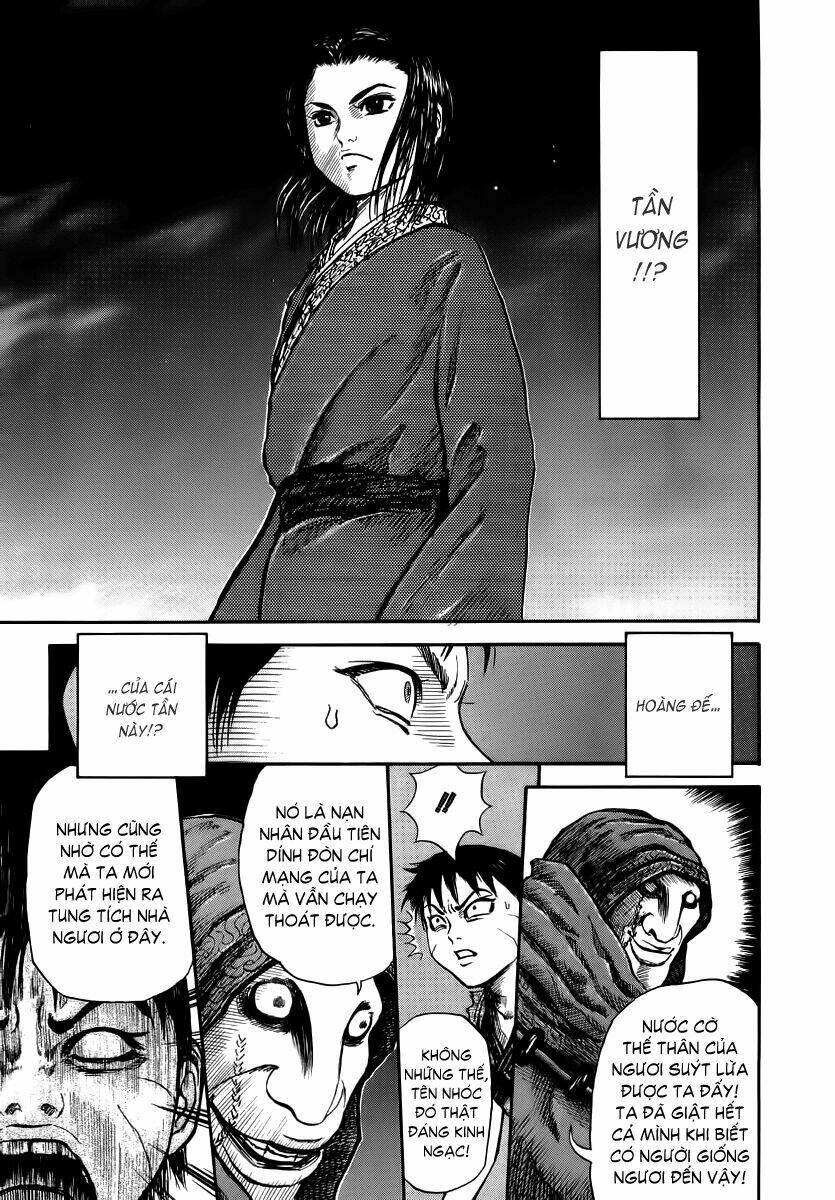 TẦN
VƯƠNG
!!?
HOÀNG ĐẾ...
...CỦA CÁI
NƯỚC TẦN
NÀY!?
NƯỚC CỜ
THẾ THÂN CỦA
NGƯƠI SUÝT LỪA
ĐƯỢC TA ĐẤY!
TA ĐÃ GIẬT HẾT
CẢ MÌNH KHI BIẾT
CÓ NGƯỜI GIỐNG
NGƯƠI ĐẾN VẬY!
!!
KHÔNG
NHỮNG THẾ,
TÊN NHÓC
ĐÓ THẬT
ĐÁNG KINH
NGẠC!
NÓ LÀ NẠN
NHÂN ĐẦU TIÊN
DÍNH ĐÒN CHÍ
MẠNG CỦA TA
MÀ VẪN CHẠY
THOÁT ĐƯỢC.
NHƯNG CŨNG
NHỜ CÓ THẾ
MÀ TA MỚI
PHÁT HIỆN RA
TUNG TÍCH NHÀ
NGƯƠI Ở ĐÂY.